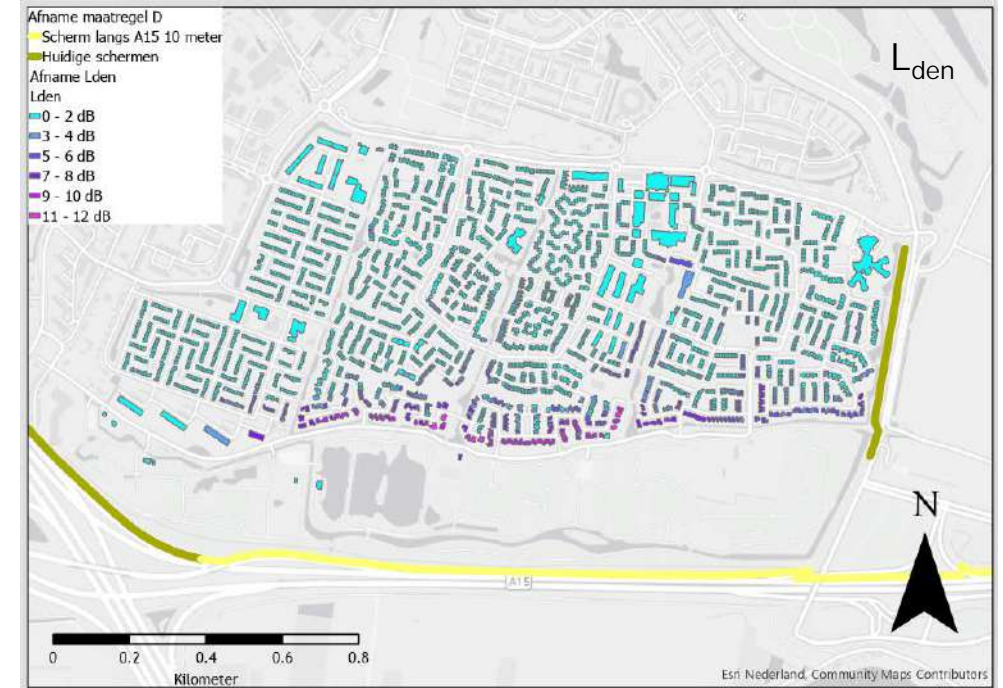 Afname maatregel D
Scherm langs A15 10 meter
Huidige schermen
Afname Lden
Lden
0 - 2 dB
3 - 4 dB
5 - 6 dB
7 - 8 dB
9 - 10 dB
11 - 12 dB
Lden
N
A15
0 0.2 0.4 0.6 0.8
Kilometer
Esri Nederland, Community Maps Contributors